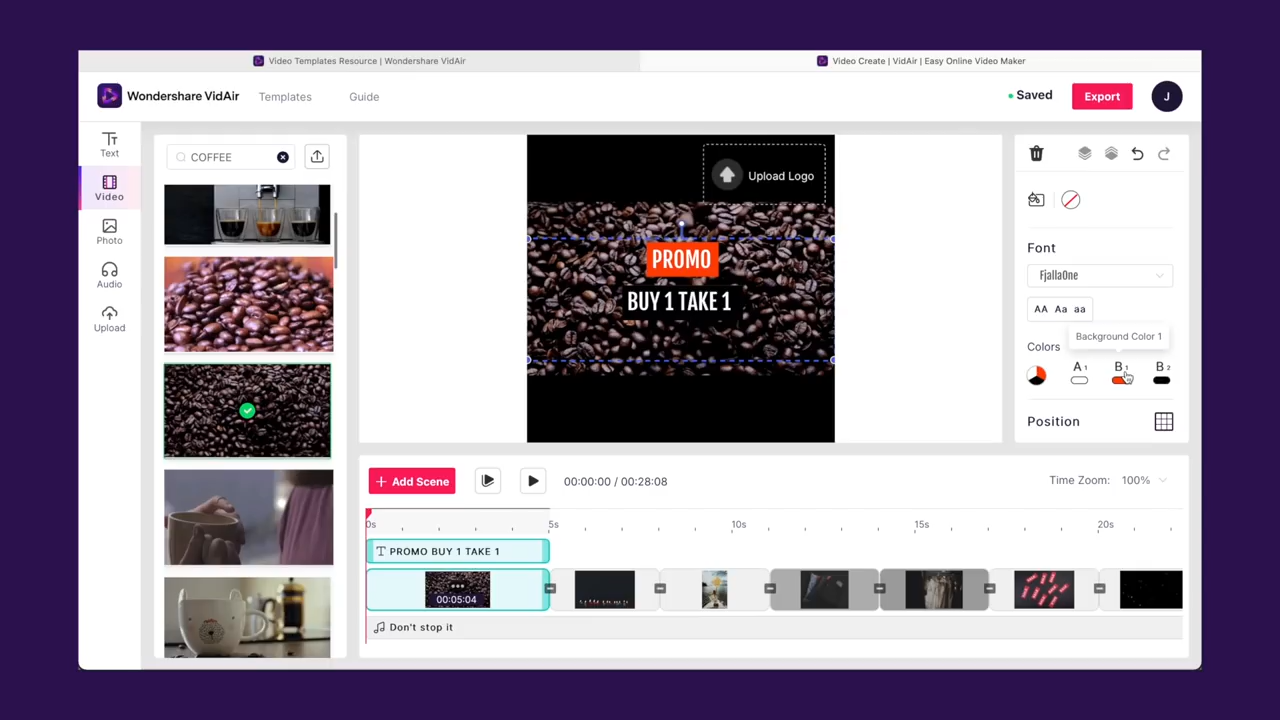 Video Templates Resource | Wondershare VidAir
Video Create | VidAir | Easy Online Video Maker
Wondershare VidAir
Templates
Guide
Saved
Export
J
Text
Video
Photo
Audio
Upload
COFFEE
Upload Logo
PROMO
BUY 1 TAKE 1
Font
FjallaOne
AA Aa aa
Background Color 1
Colors
A 1
B 1
B 2
Position
+ Add Scene
00:00:00 / 00:28:08
Time Zoom: 100%
0s
5s
10s
15s
20s
PROMO BUY 1 TAKE 1
00:05:04
Don't stop it